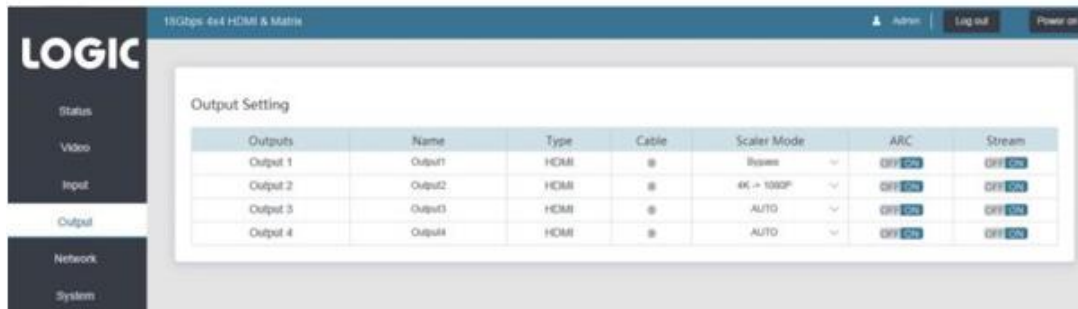 18Gbps 4x4 HDMI & Matrix Admin Log out Power on
LOGIC
Status
Video
Input
Output
Network
System
Output Setting
Outputs Name Type Cable Scaler Mode ARC Stream
Output 1 Output1 HDMI Bypass OFF ON OFF ON
Output 2 Output2 HDMI 4K -> 1080P OFF ON OFF ON
Output 3 Output3 HDMI AUTO OFF ON OFF ON
Output 4 Output4 HDMI AUTO OFF ON OFF ON